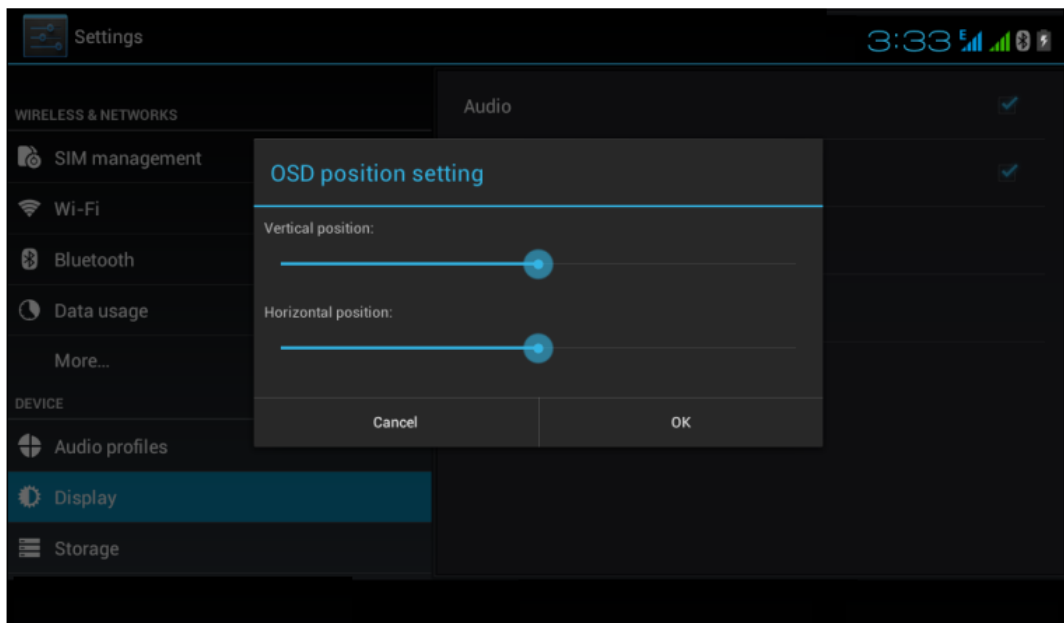 Settings
3:33 E
WIRELESS & NETWORKS
SIM management
Wi-Fi
Bluetooth
Data usage
More...
DEVICE
Audio profiles
Display
Storage
Audio
OSD position setting
Vertical position:
Horizontal position:
Cancel
OK